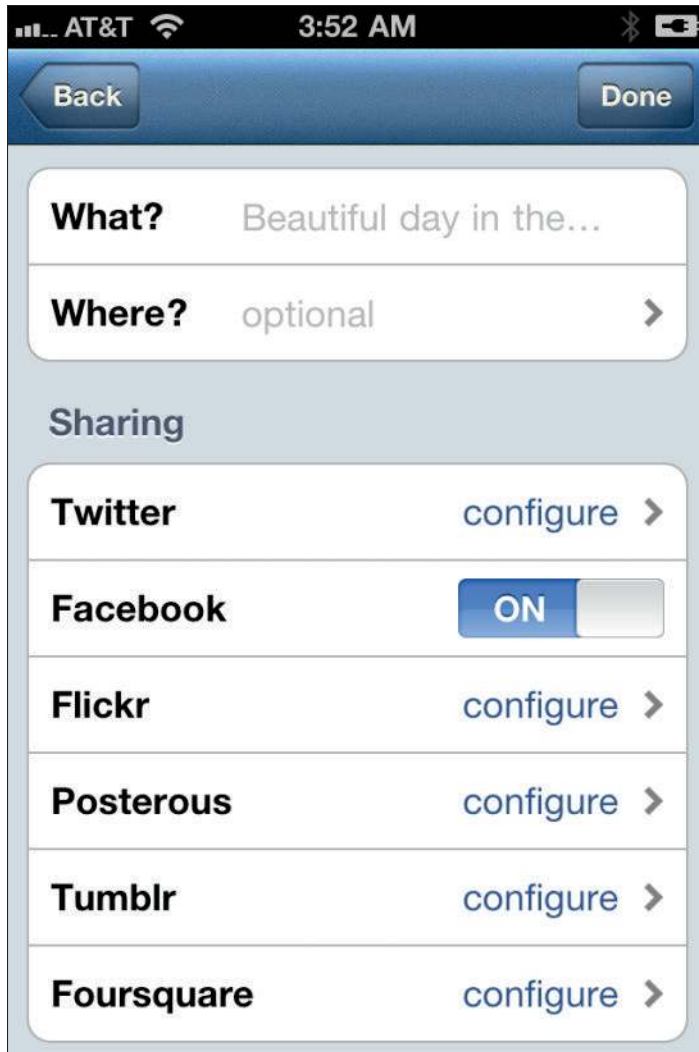 AT&T 3:52 AM
Back Done
What? Beautiful day in the...
Where? optional
Sharing
Twitter configure
Facebook ON
Flickr configure
Posterous configure
Tumblr configure
Foursquare configure